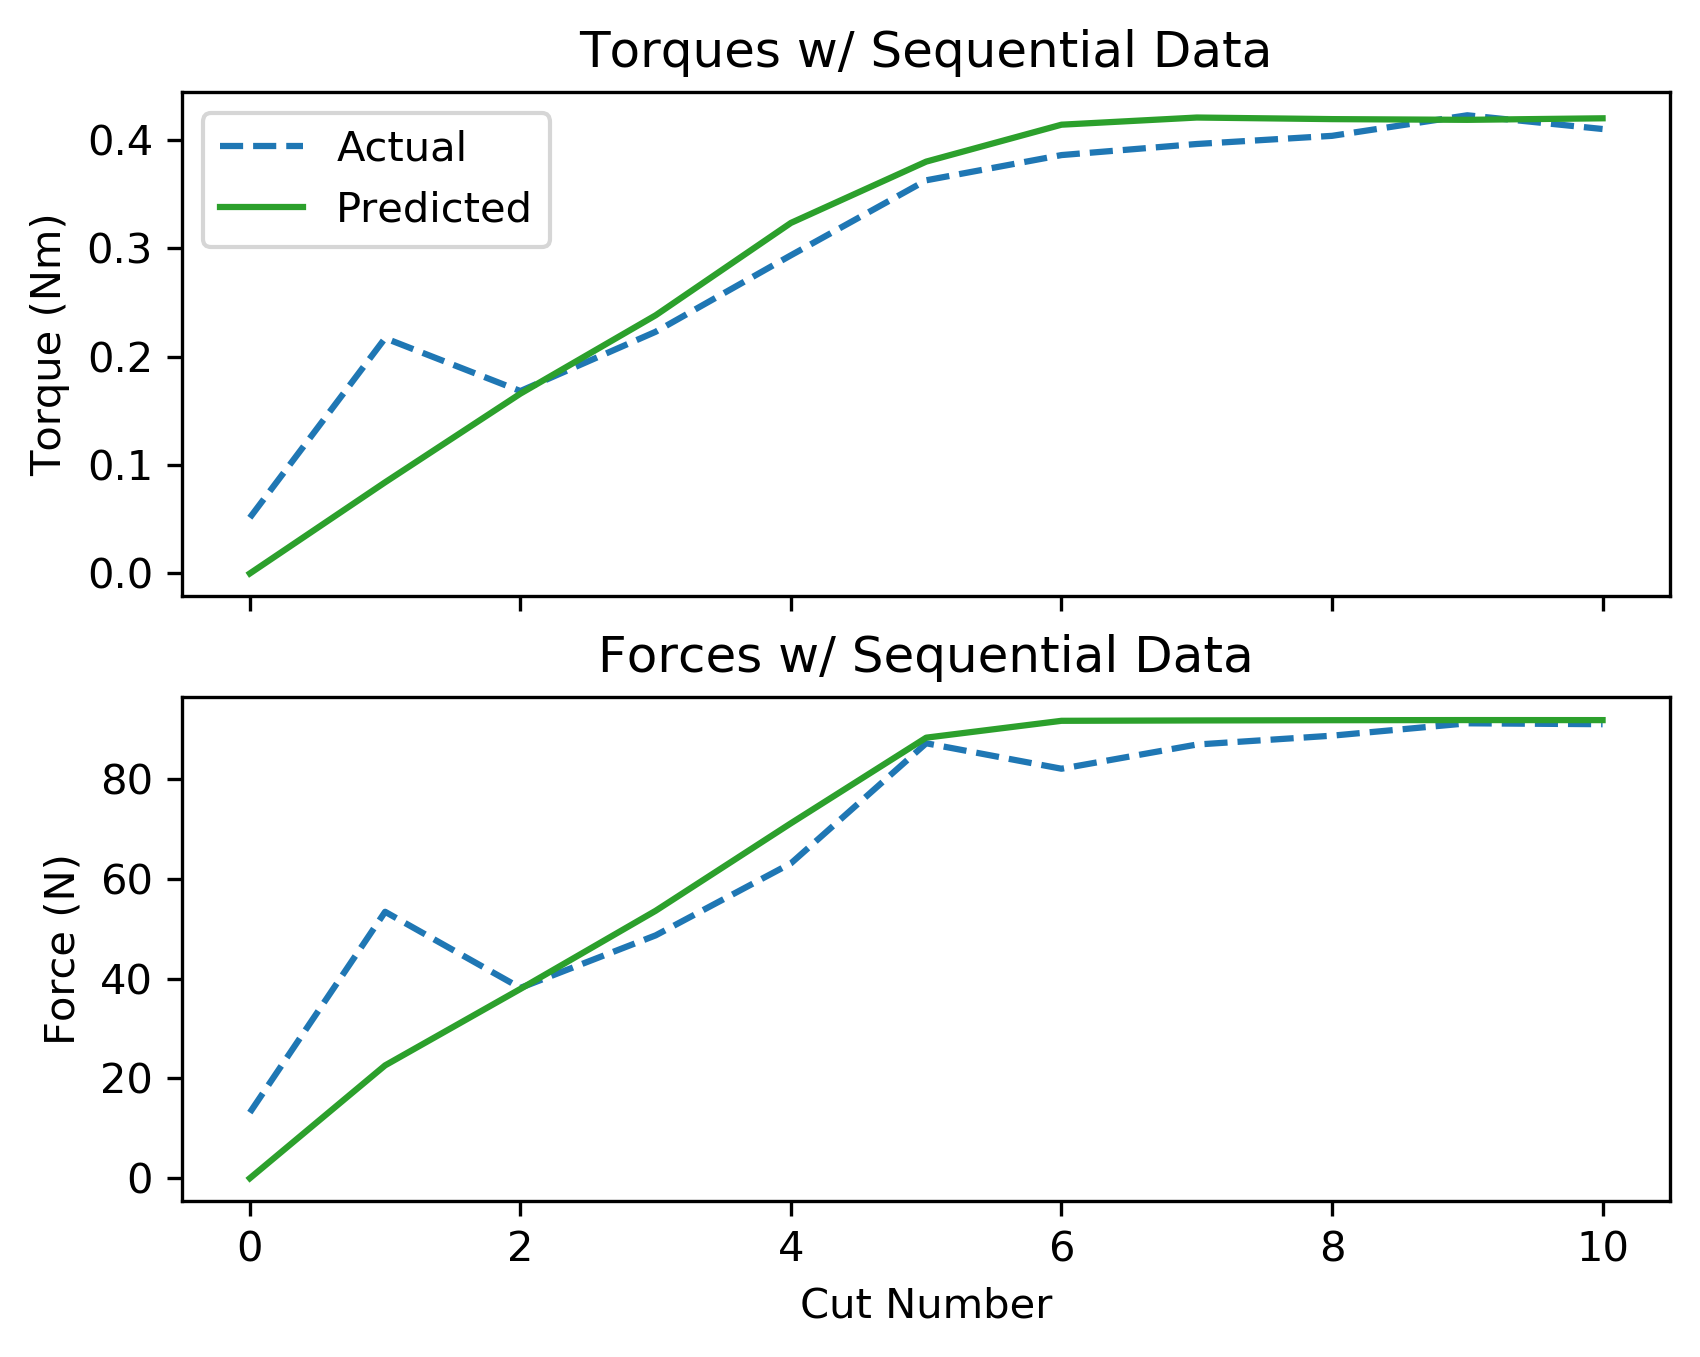 Torques w/ Sequential Data
Actual
Predicted
Torque (Nm)
0.4
0.3
0.2
0.1
0.0
Forces w/ Sequential Data
Force (N)
80
60
40
20
0
0 2 4 6 8 10
Cut Number